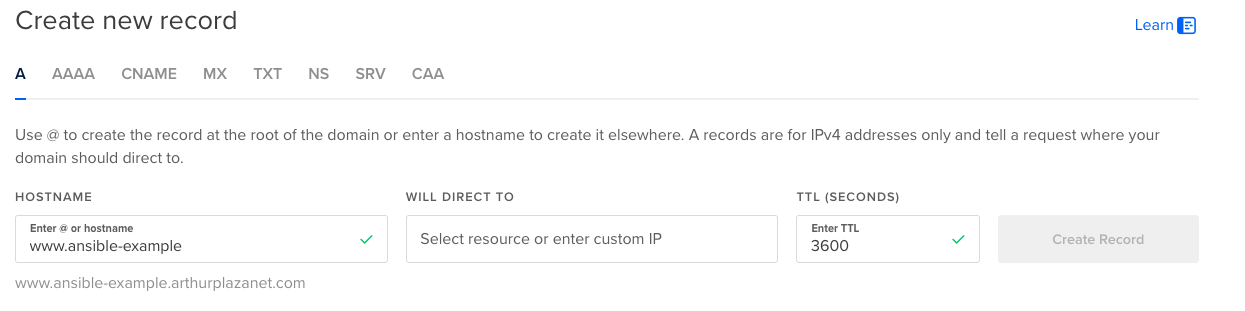 Create new record
Learn
A AAAA CNAME MX TXT NS SRV CAA
Use @ to create the record at the root of the domain or enter a hostname to create it elsewhere. A records are for IPv4 addresses only and tell a request where your
domain should direct to.
HOSTNAME WILL DIRECT TO TTL (SECONDS)
Enter @ or hostname
www.ansible-example
Select resource or enter custom IP
Enter TTL
3600
Create Record
www.ansible-example.arthurplazanet.com